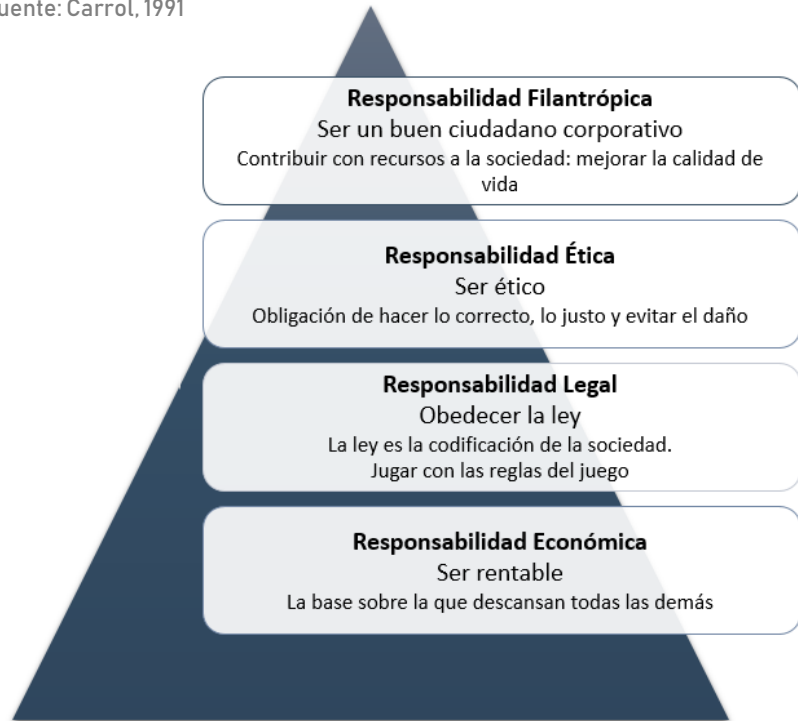 uente: Carrol, 1991
Responsabilidad Filantrópica
Ser un buen ciudadano corporativo
Contribuir con recursos a la sociedad: mejorar la calidad de
vida
Responsabilidad Ética
Ser ético
Obligación de hacer lo correcto, lo justo y evitar el daño
Responsabilidad Legal
Obedecer la ley
La ley es la codificación de la sociedad.
Jugar con las reglas del juego
Responsabilidad Económica
Ser rentable
La base sobre la que descansan todas las demás